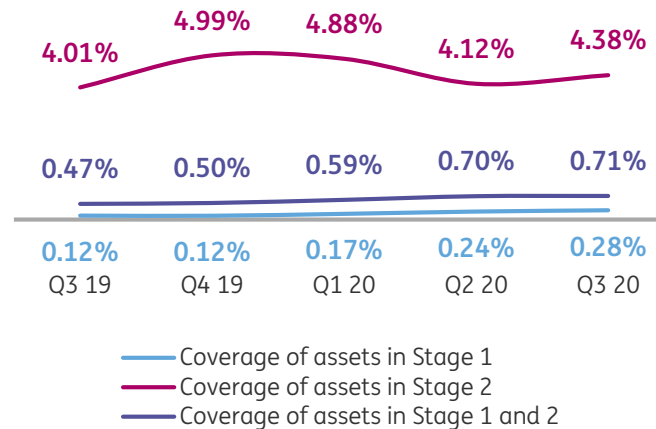 4.01% 4.99% 4.88% 4.12% 4.38%
0.47% 0.50% 0.59% 0.70% 0.71%
0.12% 0.12% 0.17% 0.24% 0.28%
Q3 19 Q4 19 Q1 20 Q2 20 Q3 20
Coverage of assets in Stage 1
Coverage of assets in Stage 2
Coverage of assets in Stage 1 and 2